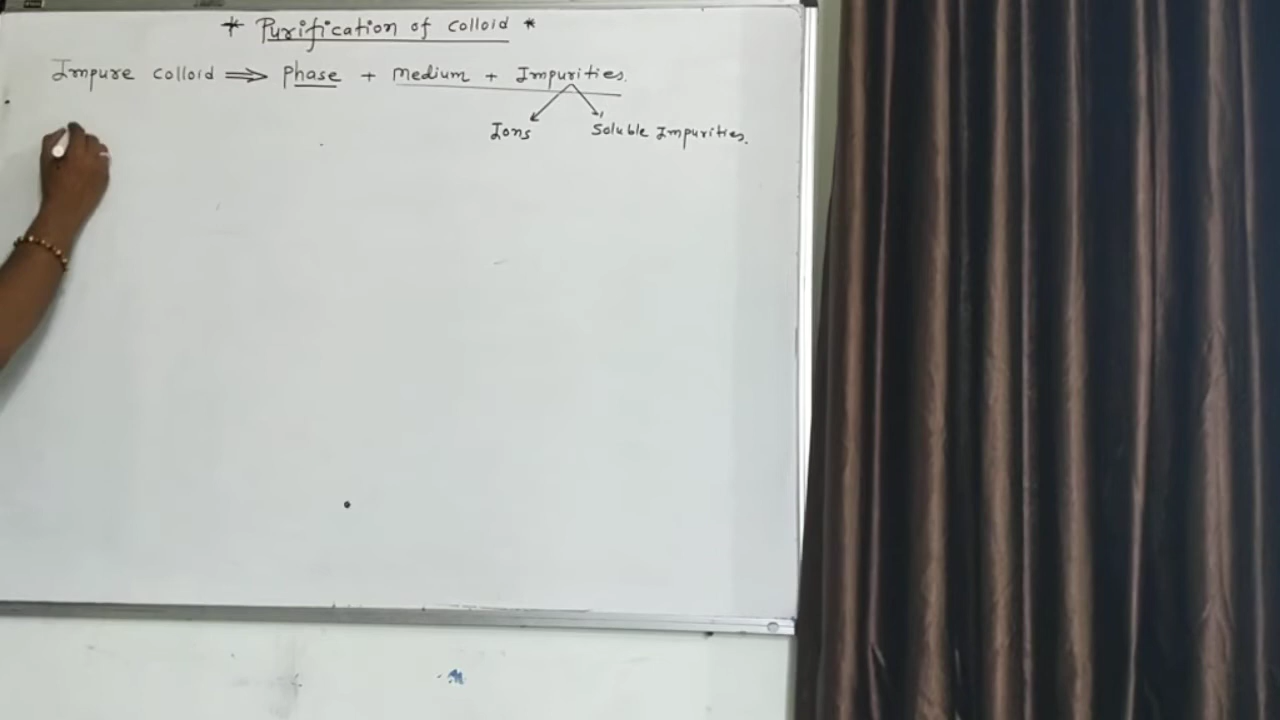 * Purification of colloid *
Impure colloid ⇒ Phase + Medium + Impurities.
Ions
Soluble Impurities.